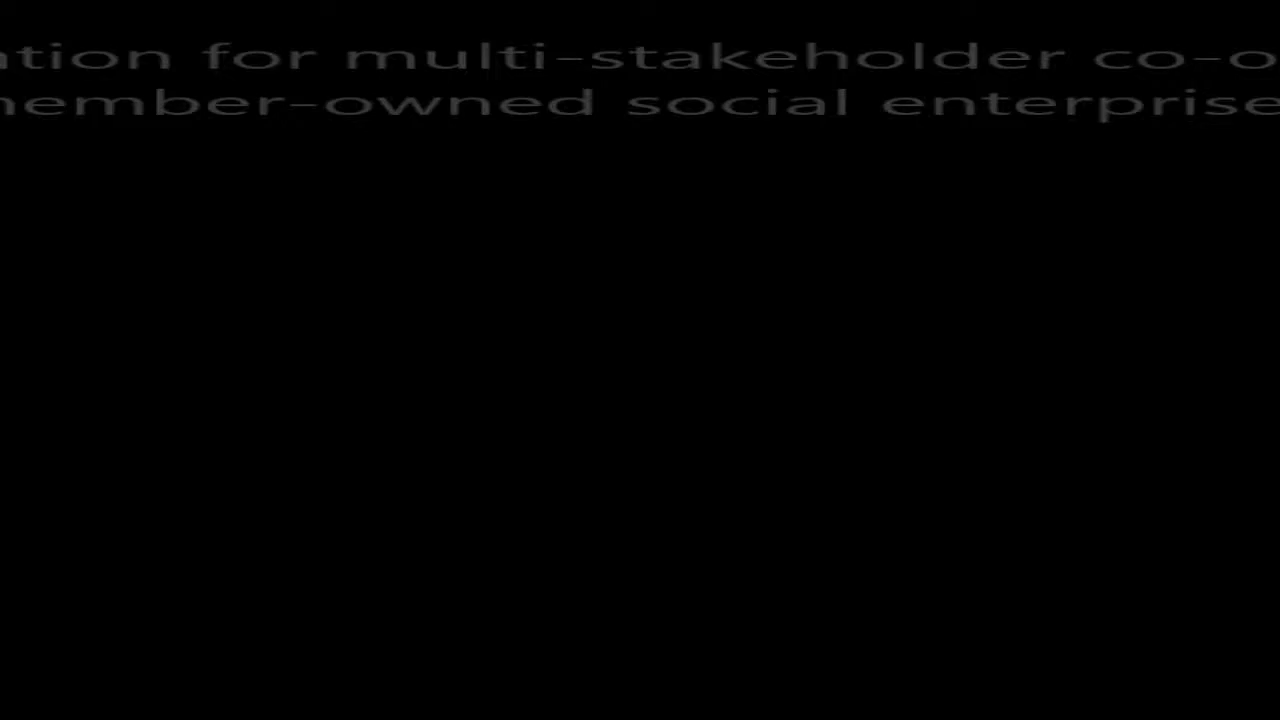 tion for multi-stakeholder co-o
member-owned social enterprise